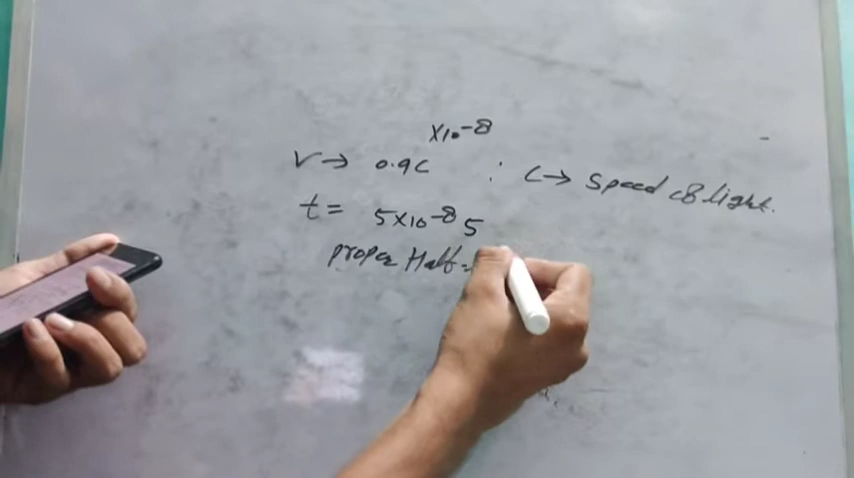 x10-8
V→ 0.9C : C→ Speed of light.
t= 5x10-8 s
proper Half-